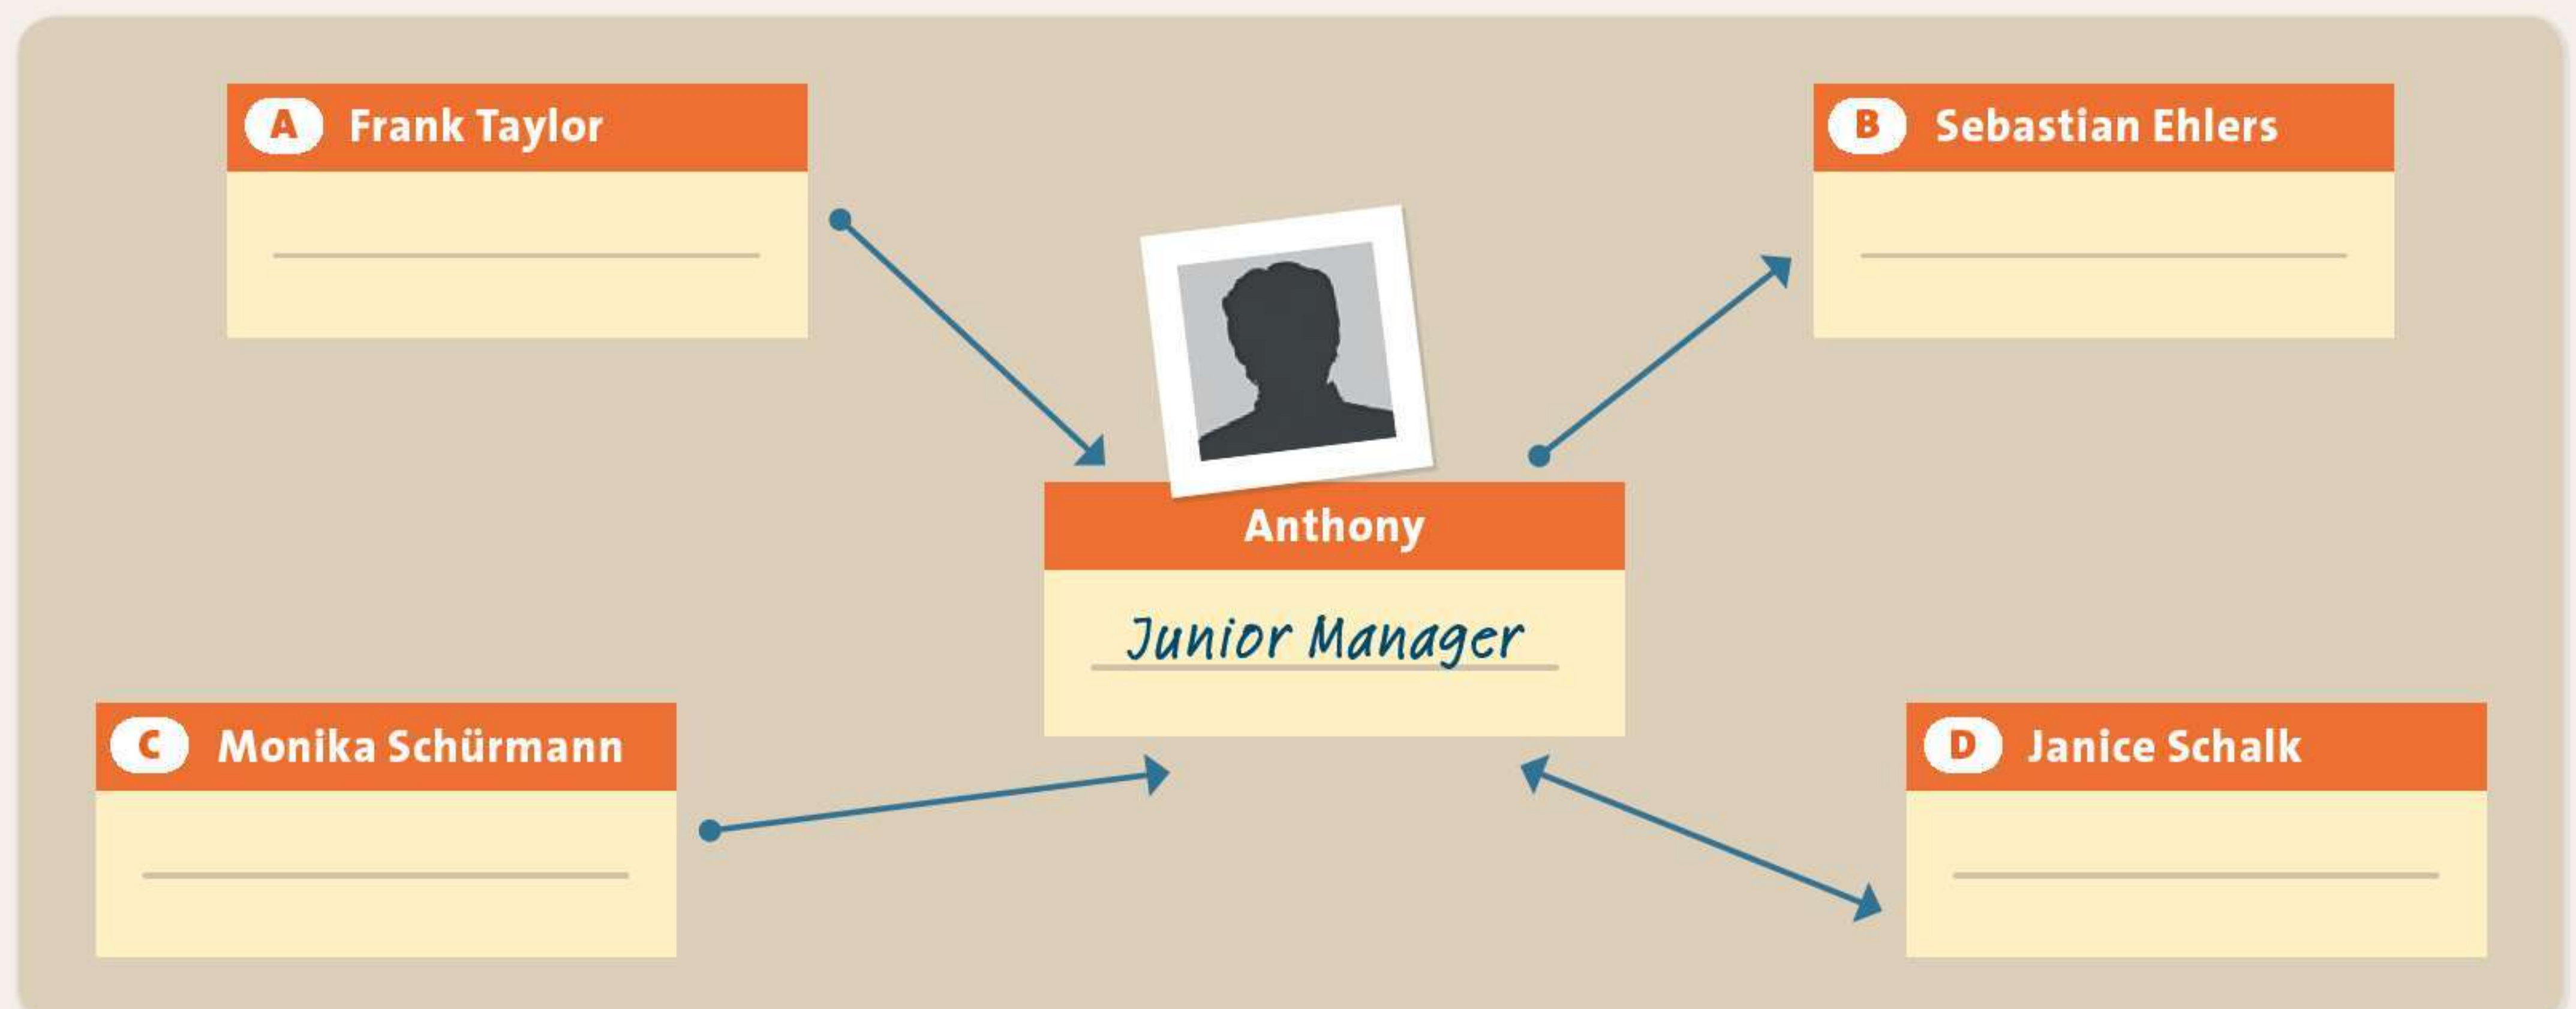 A Frank Taylor
B Sebastian Ehlers
Anthony
Junior Manager
C Monika Schürmann
D Janice Schalk